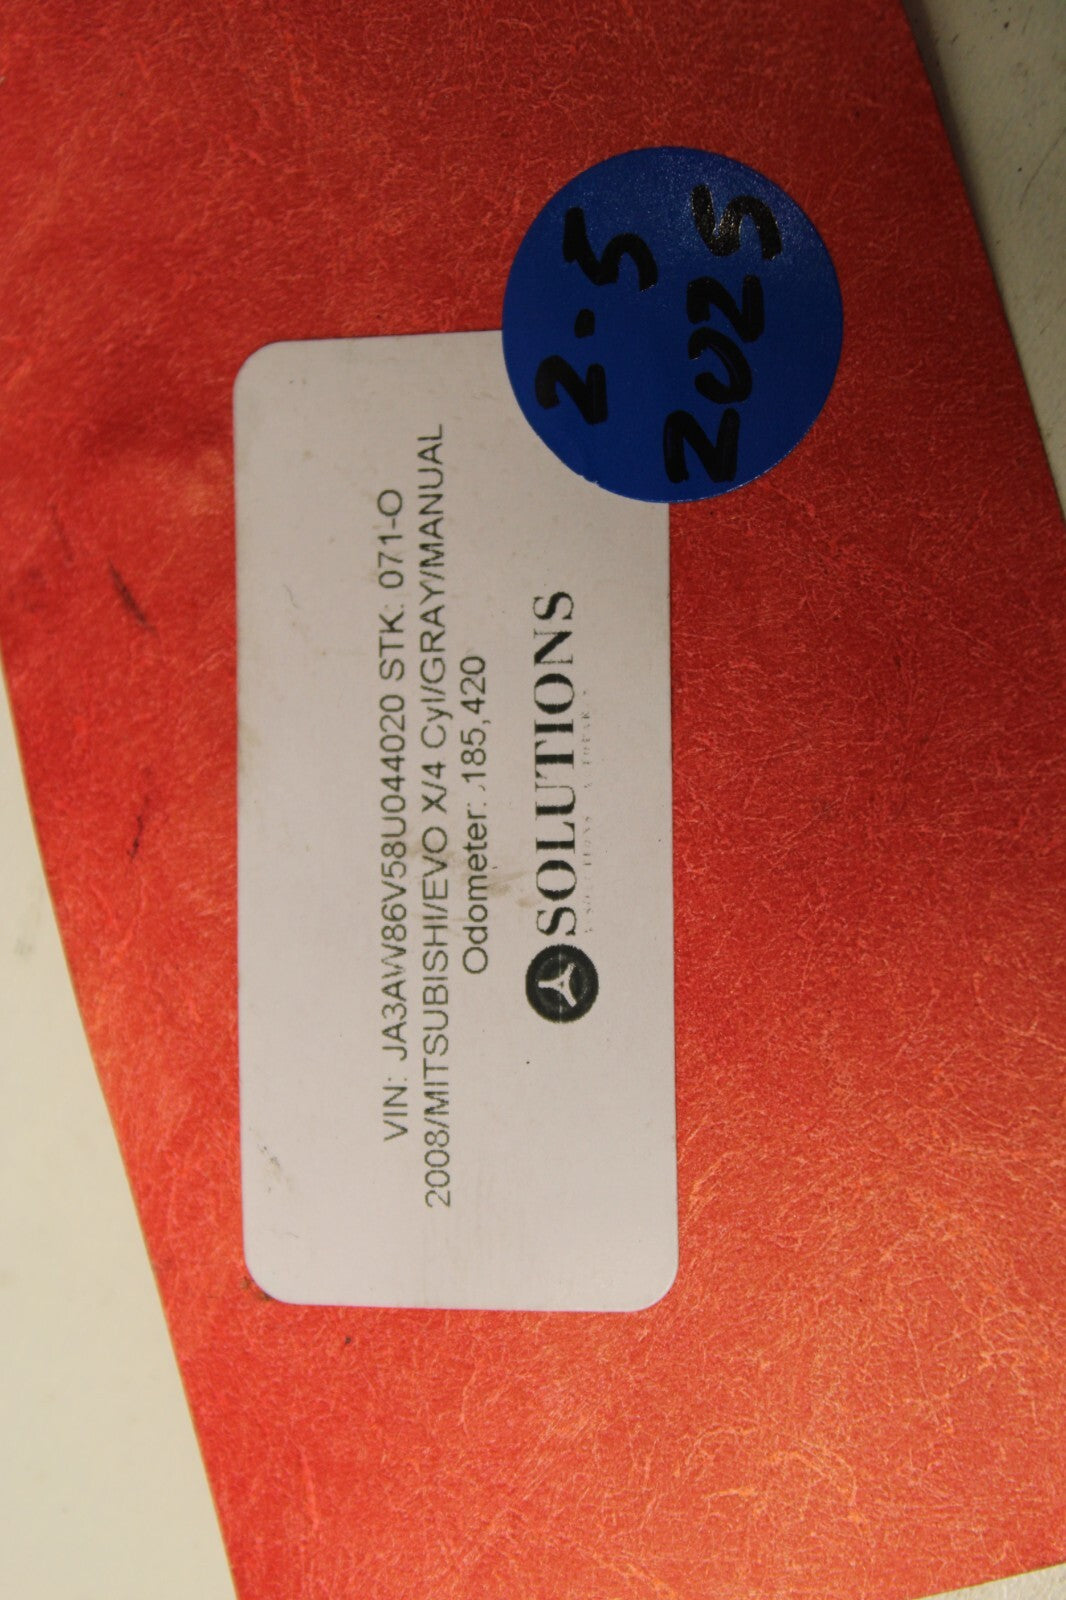 VIN: JA3AW86V58U044020 STK: 071-O
2008/MITSUBISHI/EVO X/4 Cyl/GRAY/MANUAL
Odometer: 185,420
SOLUTIONS
2-5
2025